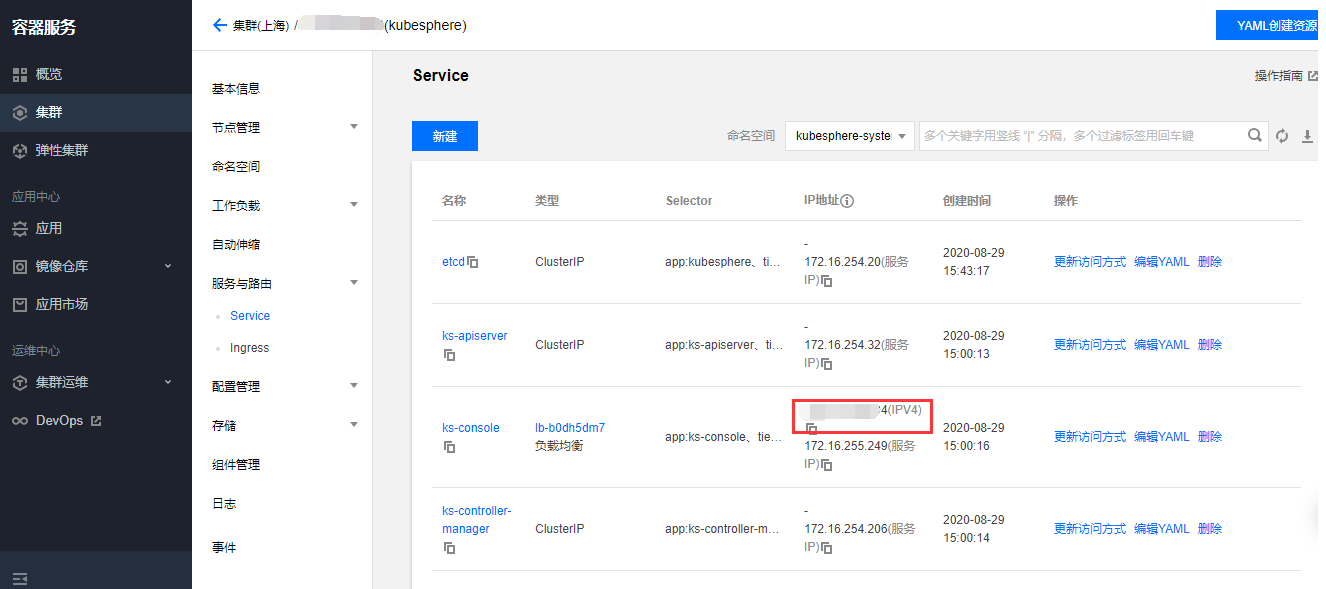 容器服务
概览
集群
弹性集群
应用中心
应用
镜像仓库
应用市场
运维中心
集群运维
DevOps
集群(上海) / (kubesphere)
YAML创建资源
基本信息
节点管理
命名空间
工作负载
自动伸缩
服务与路由
Service
Ingress
配置管理
存储
组件管理
日志
事件
Service
操作指南
新建
命名空间
kubesphere-syste
多个关键字用竖线 "|" 分隔，多个过滤标签用回车键
名称 类型 Selector IP地址 创建时间 操作
etcd
ClusterIP
app:kubesphere、ti...
-
172.16.254.20(服务
IP)
2020-08-29
15:43:17
更新访问方式 编辑YAML 删除
ks-apiserver
ClusterIP
app:ks-apiserver、ti...
-
172.16.254.32(服务
IP)
2020-08-29
15:00:13
更新访问方式 编辑YAML 删除
ks-console
lb-b0dh5dm7
负载均衡
app:ks-console、tie...
4(IPV4)
172.16.255.249(服务
IP)
2020-08-29
15:00:16
更新访问方式 编辑YAML 删除
ks-controller-
manager
ClusterIP
app:ks-controller-m...
-
172.16.254.206(服务
IP)
2020-08-29
15:00:14
更新访问方式 编辑YAML 删除